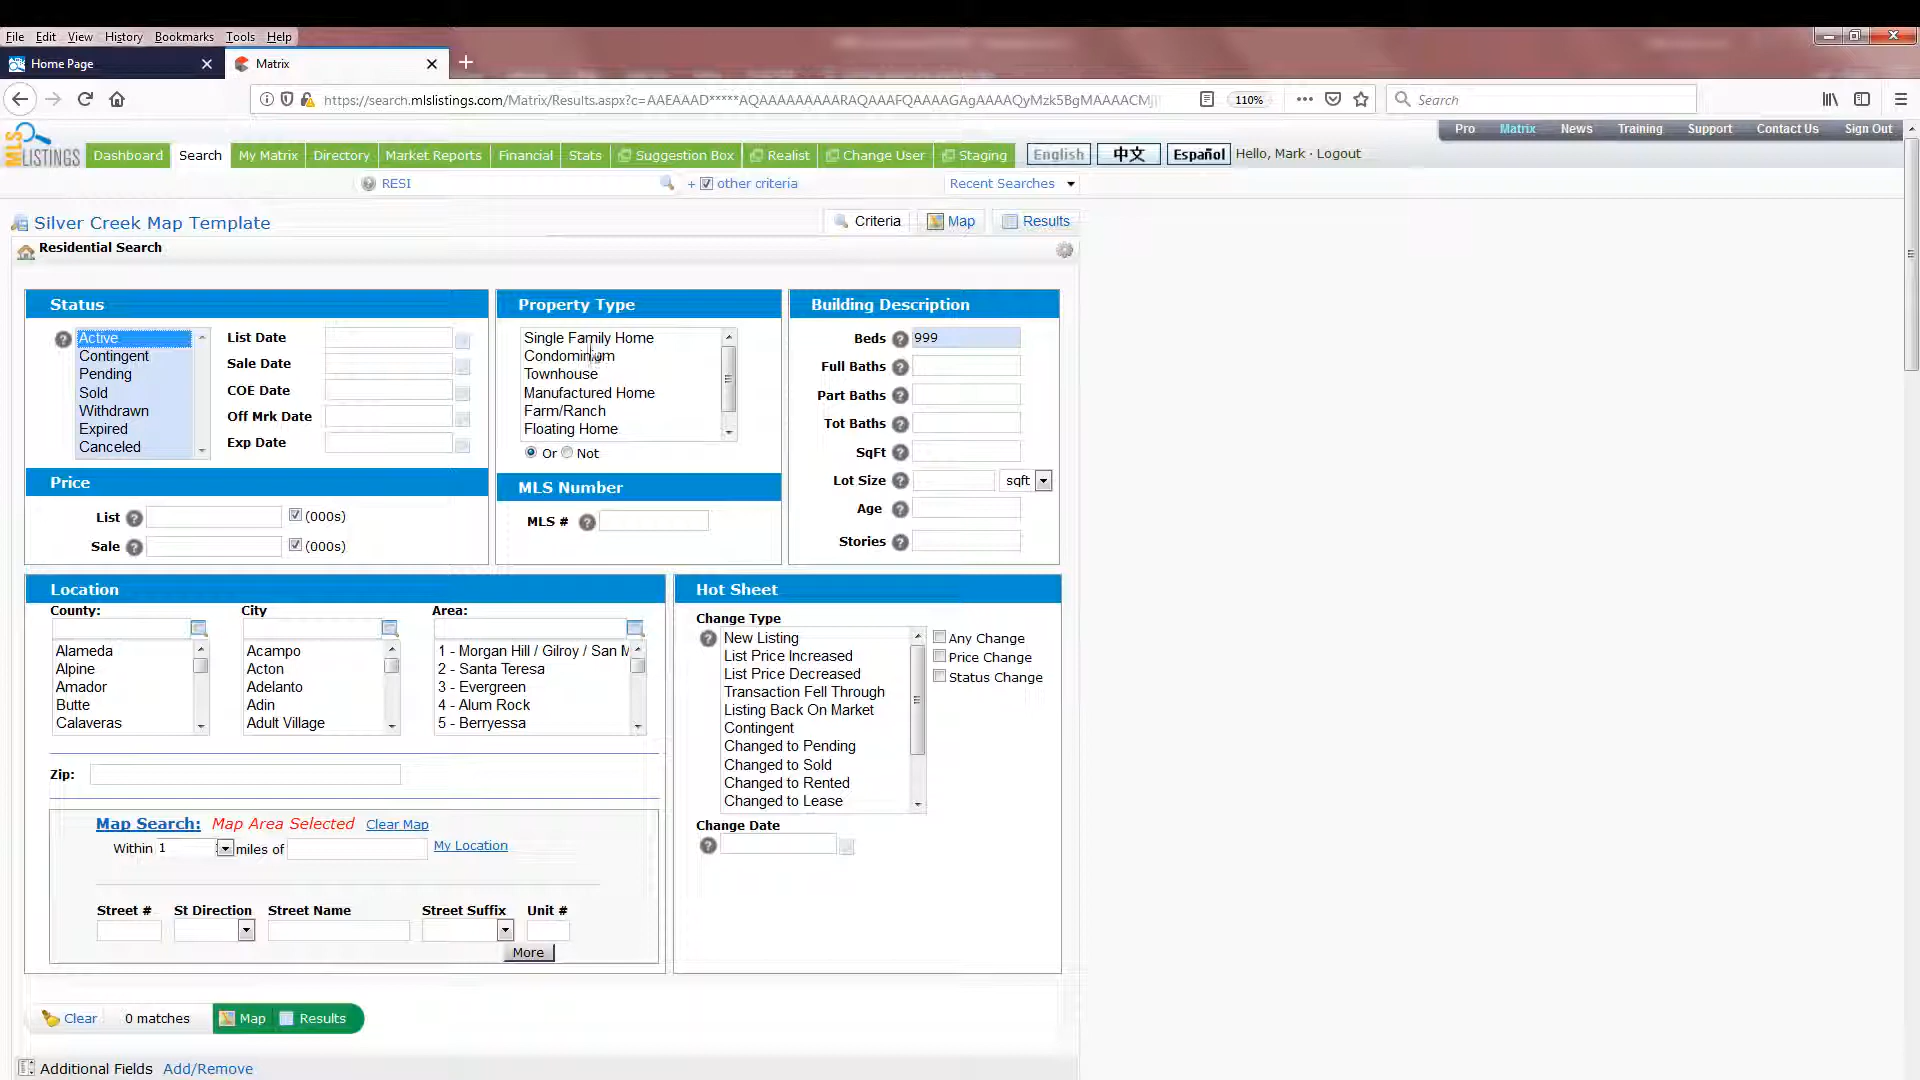 File Edit View History Bookmarks Tools Help
Home Page
Matrix
https://search.mlslistings.com/Matrix/Results.aspx?c=AAEAAAD*****AQAAAAAAAAARAQAAAFQAAAAGAgAAAAQyMzk5BgMAAAACMj
110%
Search
Pro Matrix News Training Support Contact Us Sign Out
MLS LISTINGS
Dashboard Search My Matrix Directory Market Reports Financial Stats Suggestion Box Realist Change User Staging English 中文 Español Hello, Mark · Logout
RESI + other criteria Recent Searches
Silver Creek Map Template
Criteria Map Results
Residential Search
Status
Active
Contingent
Pending
Sold
Withdrawn
Expired
Canceled
List Date
Sale Date
COE Date
Off Mrk Date
Exp Date
Price
List (000s)
Sale (000s)
Property Type
Single Family Home
Condominium
Townhouse
Manufactured Home
Farm/Ranch
Floating Home
Or Not
MLS Number
MLS #
Building Description
Beds 999
Full Baths
Part Baths
Tot Baths
SqFt
Lot Size sqft
Age
Stories
Location
County: City Area:
Alameda
Alpine
Amador
Butte
Calaveras
Acampo
Acton
Adelanto
Adin
Adult Village
1 - Morgan Hill / Gilroy / San M
2 - Santa Teresa
3 - Evergreen
4 - Alum Rock
5 - Berryessa
Zip:
Map Search: Map Area Selected Clear Map
Within 1 miles of My Location
Street # St Direction Street Name Street Suffix Unit #
More
Hot Sheet
Change Type
New Listing
List Price Increased
List Price Decreased
Transaction Fell Through
Listing Back On Market
Contingent
Changed to Pending
Changed to Sold
Changed to Rented
Changed to Lease
Any Change
Price Change
Status Change
Change Date
Clear 0 matches Map Results
Additional Fields Add/Remove